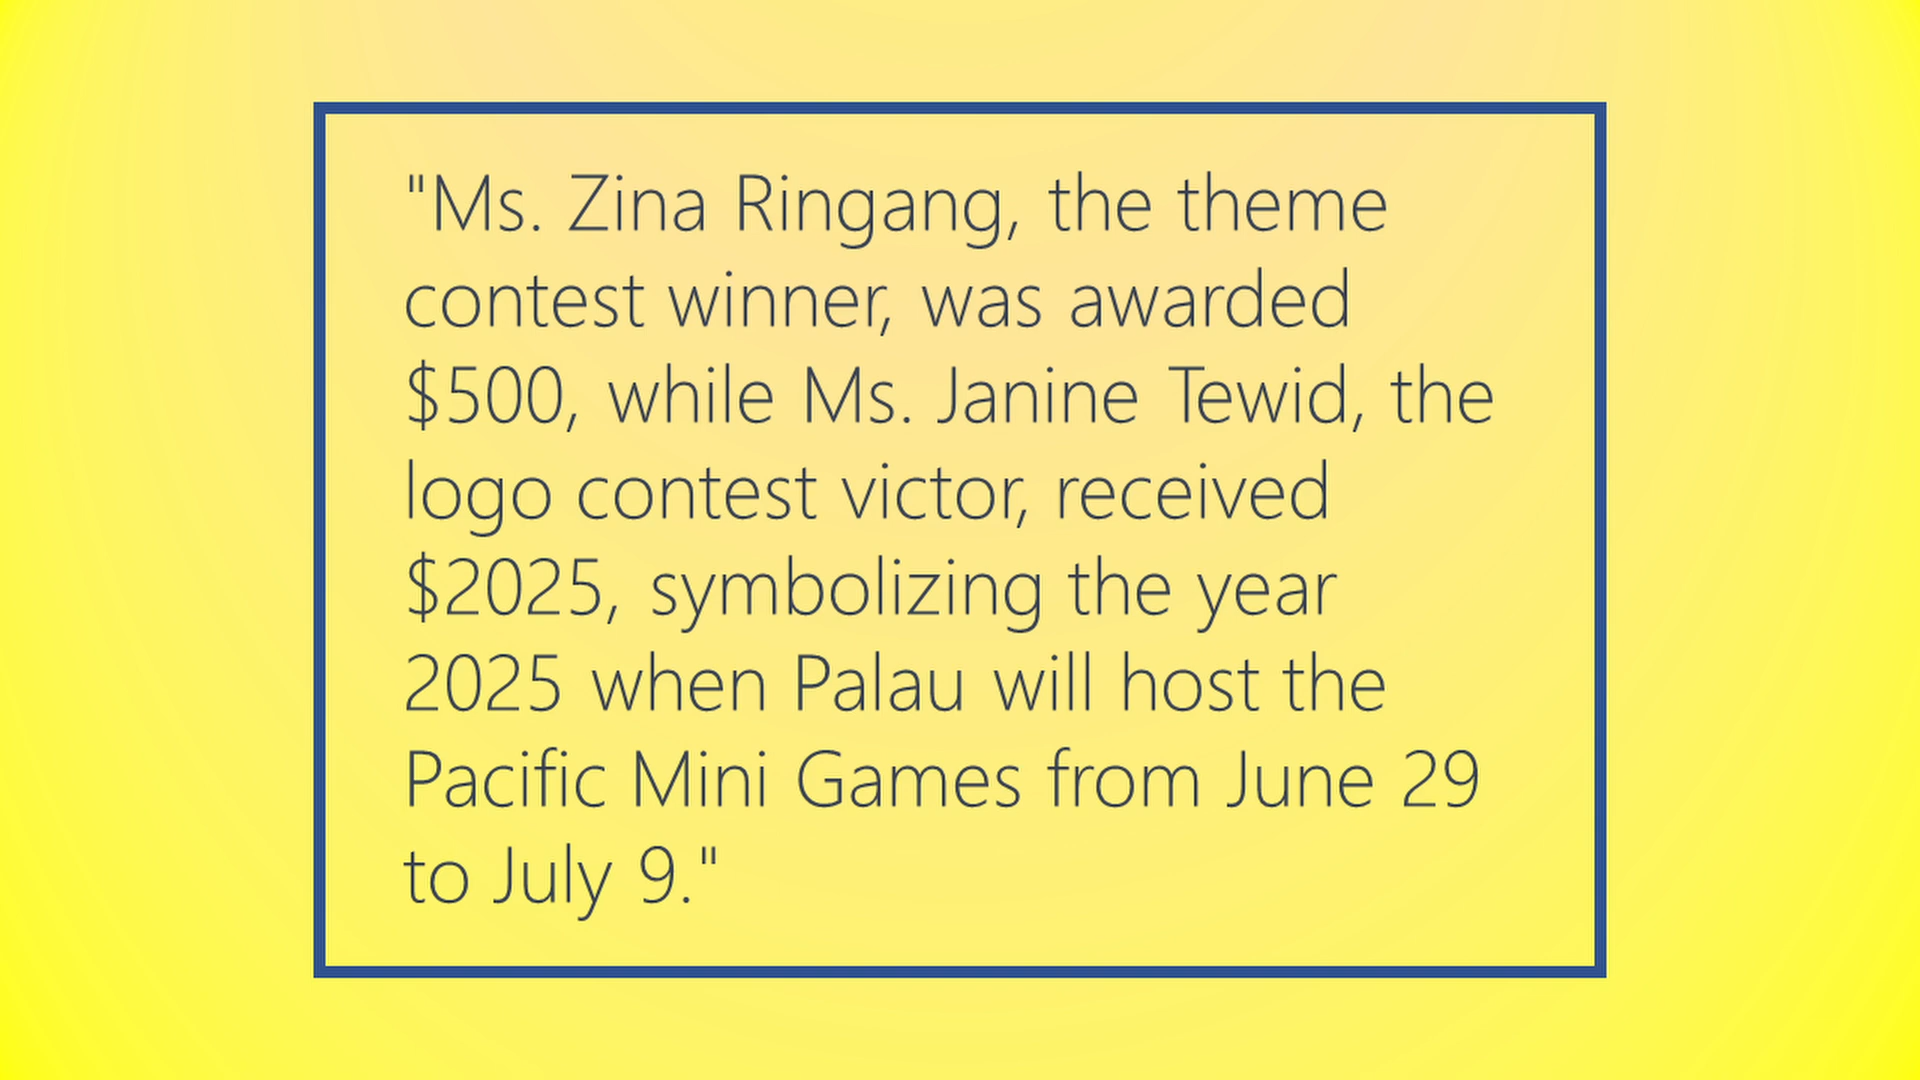 "Ms. Zina Ringang, the theme
contest winner, was awarded
$500, while Ms. Janine Tewid, the
logo contest victor, received
$2025, symbolizing the year
2025 when Palau will host the
Pacific Mini Games from June 29
to July 9."